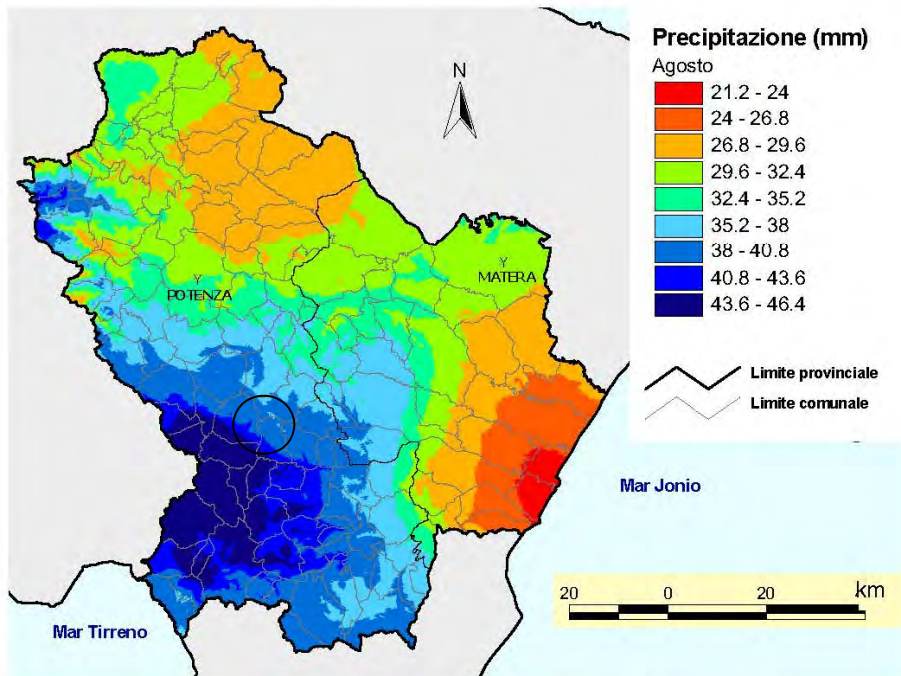 Precipitazione (mm)
Agosto
21.2 - 24
24 - 26.8
26.8 - 29.6
29.6 - 32.4
32.4 - 35.2
35.2 - 38
38 - 40.8
40.8 - 43.6
43.6 - 46.4
Limite provinciale
Limite comunale
N
Y
MATERA
Y
POTENZA
Mar Jonio
Mar Tirreno
20 0 20 km